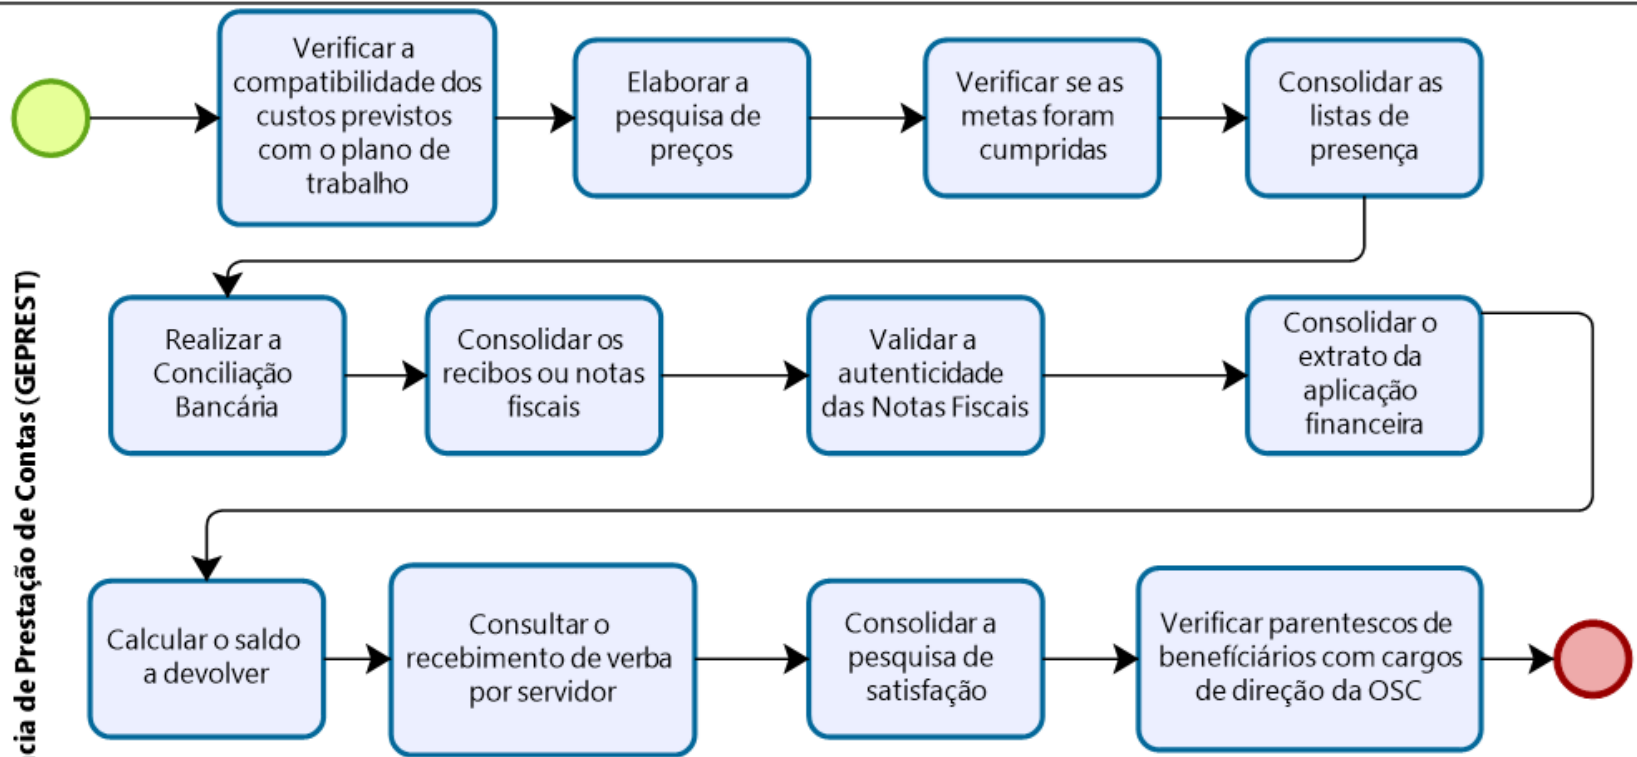 Verificar a
compatibilidade dos
custos previstos
com o plano de
trabalho
Elaborar a
pesquisa de
preços
Verificar se as
metas foram
cumpridas
Consolidar as
listas de
presença
Realizar a
Conciliação
Bancária
Consolidar os
recibos ou notas
fiscais
Validar a
autenticidade
das Notas Fiscais
Consolidar o
extrato da
aplicação
financeira
Calcular o saldo
a devolver
Consultar o
recebimento de verba
por servidor
Consolidar a
pesquisa de
satisfação
Verificar parentescos de
benefíciários com cargos
de direção da OSC
cia de Prestação de Contas (GEPREST)